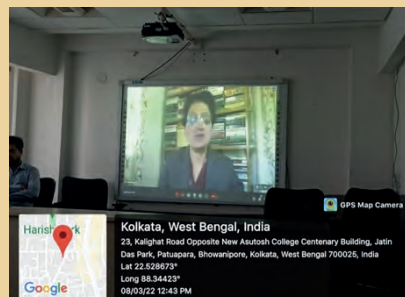 GPS Map Camera
Harish Park
Google
Kolkata, West Bengal, India
23, Kalighat Road Opposite New Asutosh College Centenary Building, Jatin
Das Park, Patuapara, Bhowanipore, Kolkata, West Bengal 700025, India
Lat 22.528673°
Long 88.34423°
08/03/22 12:43 PM